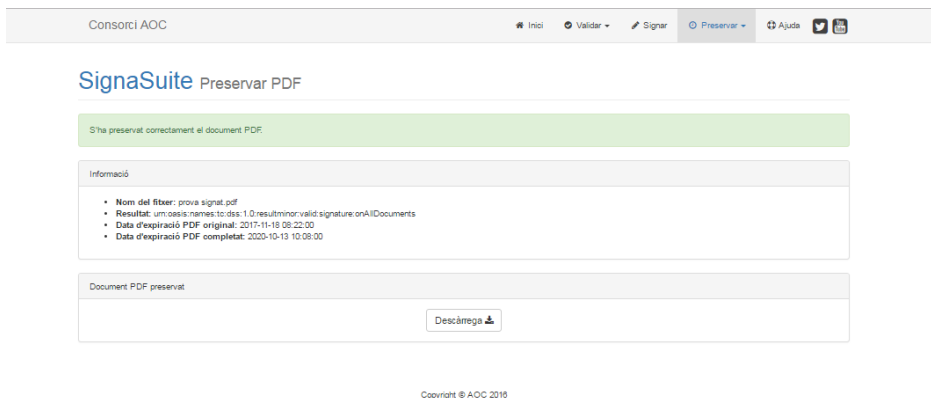 Consorci AOC
Inici Validar Signar Preservar Ajuda You Tube
SignaSuite Preservar PDF
S'ha preservat correctament el document PDF.
Informació
Nom del fitxer: prova signat.pdf
Resultat: urn:oasis:names:tc:dss:1.0:resultminor:valid:signature:onAllDocuments
Data d'expiració PDF original: 2017-11-18 08:22:00
Data d'expiració PDF completat: 2020-10-13 10:08:00
Document PDF preservat
Descàrrega
Copyright © AOC 2016